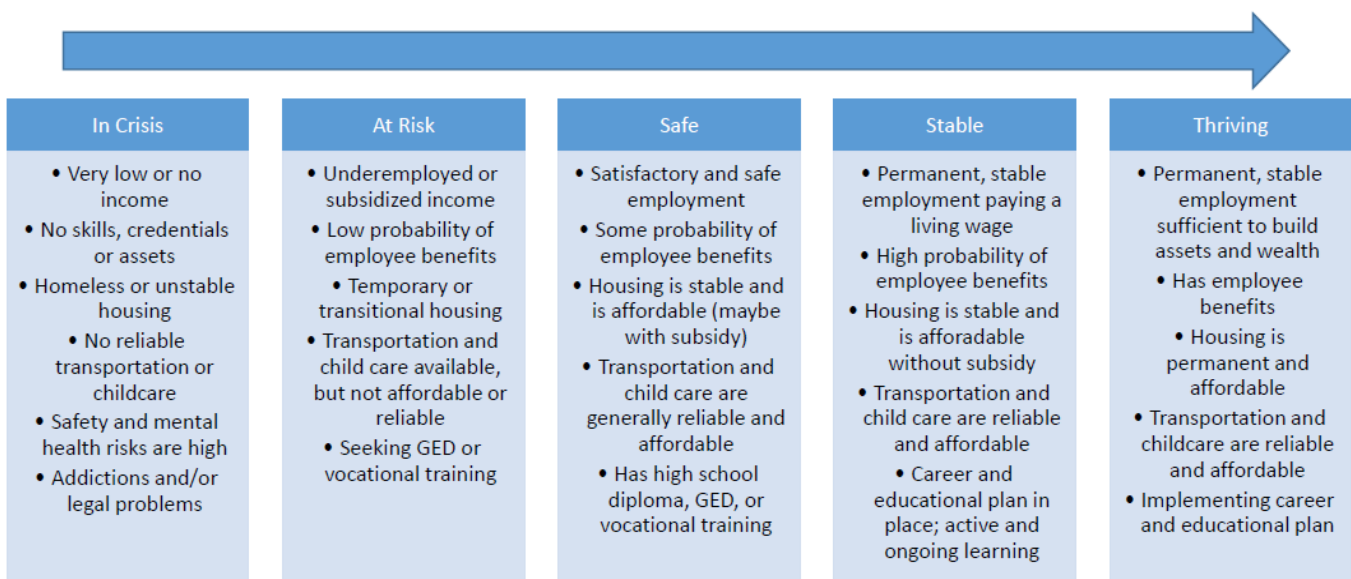 In Crisis
• Very low or no
income
• No skills, credentials
or assets
• Homeless or unstable
housing
• No reliable
transportation or
childcare
• Safety and mental
health risks are high
• Addictions and/or
legal problems
At Risk
• Underemployed or
subsidized income
• Low probability of
employee benefits
• Temporary or
transitional housing
• Transportation and
child care available,
but not affordable or
reliable
• Seeking GED or
vocational training
Safe
• Satisfactory and safe
employment
• Some probability of
employee benefits
• Housing is stable and
is affordable (maybe
with subsidy)
• Transportation and
child care are
generally reliable and
affordable
• Has high school
diploma, GED, or
vocational training
Stable
• Permanent, stable
employment paying a
living wage
• High probability of
employee benefits
• Housing is stable and
is afforadable
without subsidy
• Transportation and
child care are reliable
and affordable
• Career and
educational plan in
place; active and
ongoing learning
Thriving
• Permanent, stable
employment
sufficient to build
assets and wealth
• Has employee
benefits
• Housing is
permanent and
affordable
• Transportation and
childcare are reliable
and affordable
• Implementing career
and educational plan